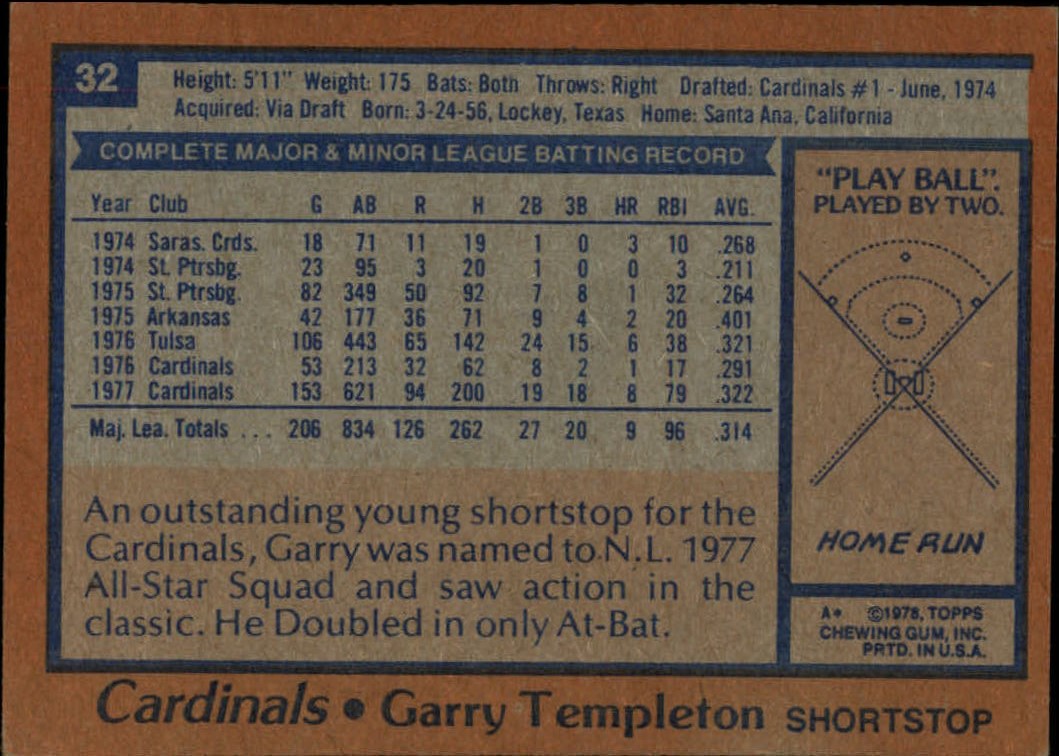 32
Height: 5'11" Weight: 175 Bats: Both Throws: Right Drafted: Cardinals #1 - June, 1974
Acquired: Via Draft Born: 3-24-56, Lockey, Texas Home: Santa Ana, California
COMPLETE MAJOR & MINOR LEAGUE BATTING RECORD
Year Club G AB R H 2B 3B HR RBI AVG.
1974 Saras. Crds. 18 71 11 19 1 0 3 10 .268
1974 St. Ptrsbg. 23 95 3 20 1 0 0 3 .211
1975 St. Ptrsbg. 82 349 50 92 7 8 1 32 .264
1975 Arkansas 42 177 36 71 9 4 2 20 .401
1976 Tulsa 106 443 65 142 24 15 6 38 .321
1976 Cardinals 53 213 32 62 8 2 1 17 .291
1977 Cardinals 153 621 94 200 19 18 8 79 .322
Maj. Lea. Totals ... 206 834 126 262 27 20 9 96 .314
An outstanding young shortstop for the
Cardinals, Garry was named to N.L. 1977
All-Star Squad and saw action in the
classic. He Doubled in only At-Bat.
"PLAY BALL".
PLAYED BY TWO.
HOME RUN
A* ©1978, TOPPS
CHEWING GUM, INC.
PRTD. IN U.S.A.
Cardinals • Garry Templeton SHORTSTOP